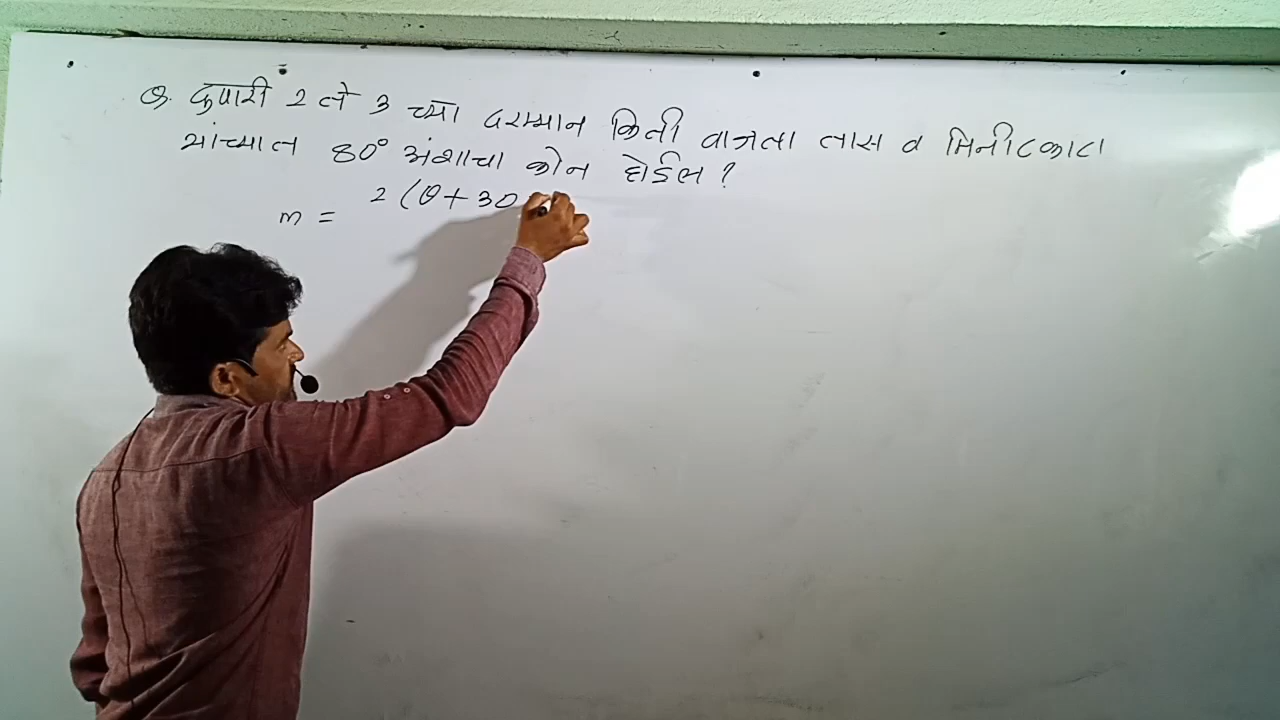 Q. दुपारी 2 ते 3 च्या दरम्यान किती वाजता तास व मिनीटकाटा
यांच्यात 80° अंशाचा कोन होईल ?
m = 2 (θ + 30